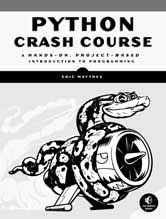 PYTHON
CRASH COURSE
A HANDS-ON, PROJECT-BASED
INTRODUCTION TO PROGRAMMING
ERIC MATTHES